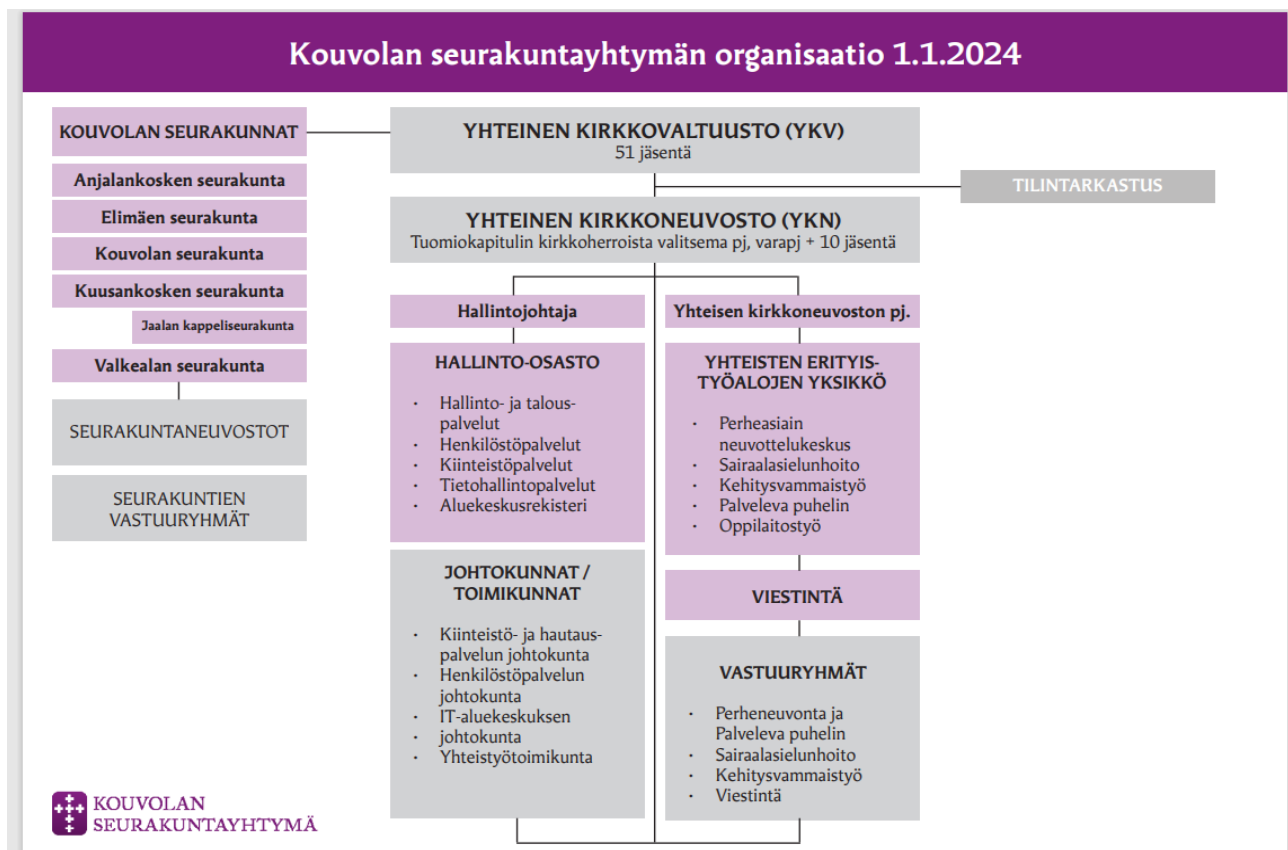 Kouvolan seurakuntayhtymän organisaatio 1.1.2024
KOUVOLAN SEURAKUNNAT
Anjalankosken seurakunta
Elimäen seurakunta
Kouvolan seurakunta
Kuusankosken seurakunta
Jaalan kappeliseurakunta
Valkealan seurakunta
SEURAKUNTANEUVOSTOT
SEURAKUNTIEN
VASTUURYHMÄT
YHTEINEN KIRKKOVALTUUSTO (YKV)
51 jäsentä
TILINTARKASTUS
YHTEINEN KIRKKONEUVOSTO (YKN)
Tuomiokapitulin kirkkoherroista valitsema pj, varapj + 10 jäsentä
Hallintojohtaja
HALLINTO-OSASTO
· Hallinto- ja talous-
palvelut
· Henkilöstöpalvelut
· Kiinteistöpalvelut
· Tietohallintopalvelut
· Aluekeskusrekisteri
JOHTOKUNNAT /
TOIMIKUNNAT
· Kiinteistö- ja hautaus-
palvelun johtokunta
· Henkilöstöpalvelun
johtokunta
· IT-aluekeskuksen
· johtokunta
· Yhteistyötoimikunta
Yhteisen kirkkoneuvoston pj.
YHTEISTEN ERITYIS-
TYÖALOJEN YKSIKKÖ
· Perheasiain
neuvottelukeskus
· Sairaalasielunhoito
· Kehitysvammaistyö
· Palveleva puhelin
· Oppilaitostyö
VIESTINTÄ
VASTUURYHMÄT
· Perheneuvonta ja
Palveleva puhelin
· Sairaalasielunhoito
· Kehitysvammaistyö
· Viestintä
KOUVOLAN
SEURAKUNTAYHTYMÄ